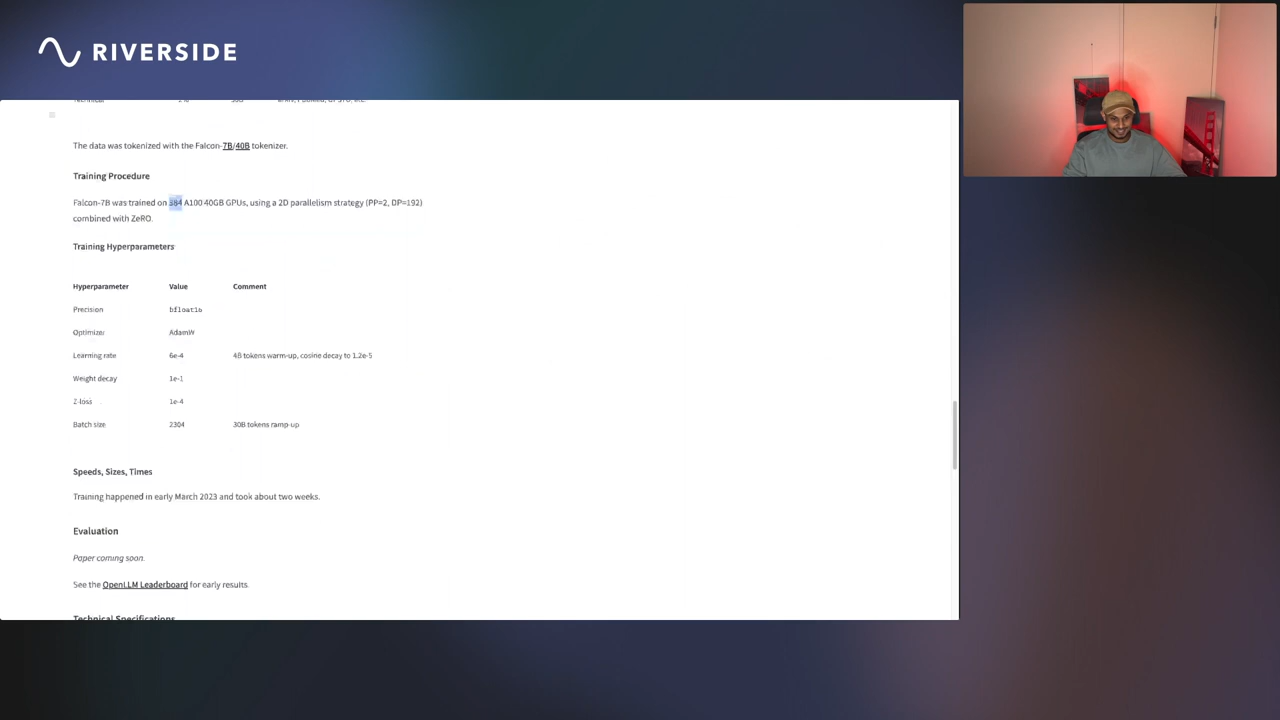 RIVERSIDE
The data was tokenized with the Falcon-7B/40B tokenizer.
Training Procedure
Falcon-7B was trained on 384 A100 40GB GPUs, using a 2D parallelism strategy (PP=2, DP=192)
combined with ZeRO.
Training Hyperparameters
Hyperparameter Value Comment
Precision bfloat16
Optimizer AdamW
Learning rate 6e-4 4B tokens warm-up, cosine decay to 1.2e-5
Weight decay 1e-1
Z-loss 1e-4
Batch size 2304 30B tokens ramp-up
Speeds, Sizes, Times
Training happened in early March 2023 and took about two weeks.
Evaluation
Paper coming soon.
See the OpenLLM Leaderboard for early results.
Technical Specifications